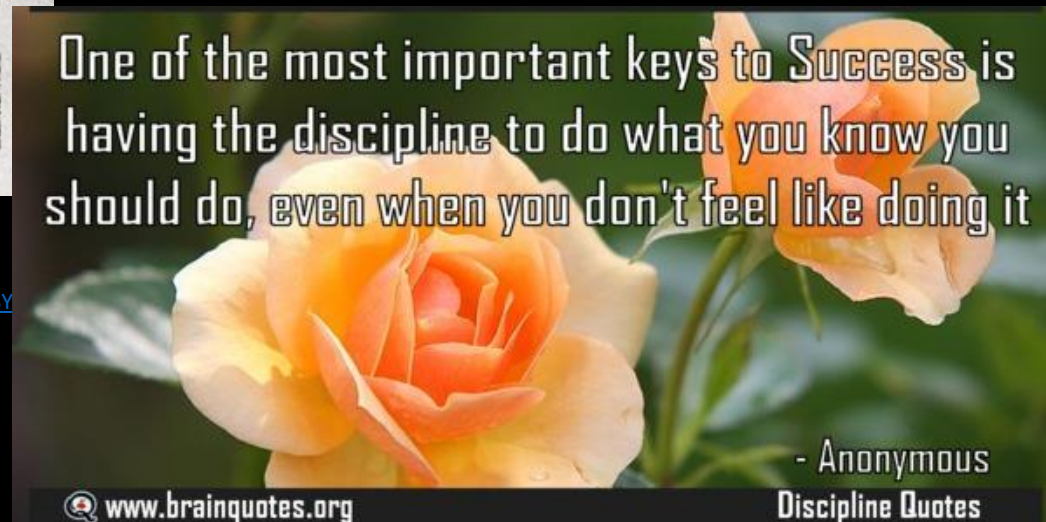 One of the most important keys to Success is
having the discipline to do what you know you
should do, even when you don't feel like doing it
- Anonymous
www.brainquotes.org
Discipline Quotes